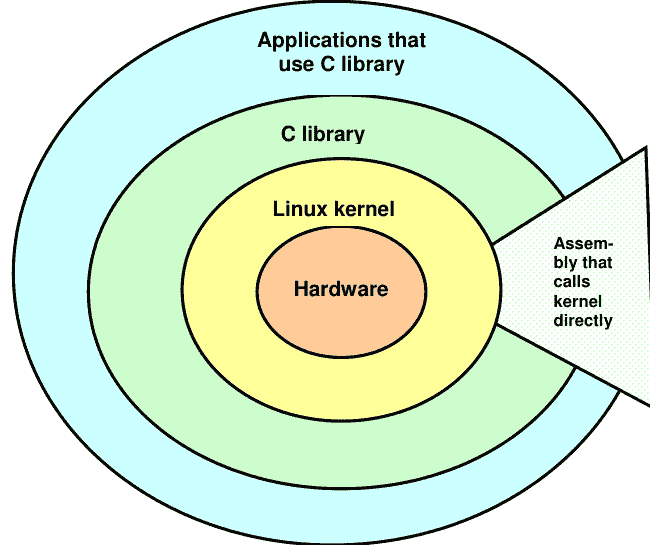 Applications that
use C library
C library
Linux kernel
Hardware
Assem-
bly that
calls
kernel
directly